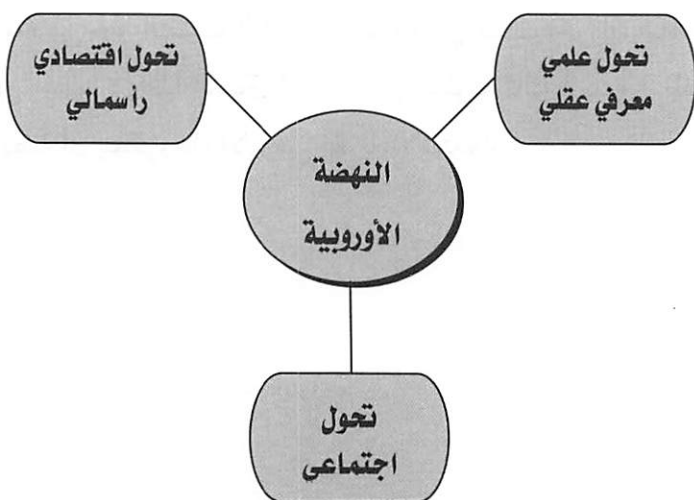 تحول علمي
معرفي عقلي
تحول اقتصادي
رأسمالي
النهضة
الأوروبية
تحول
اجتماعي